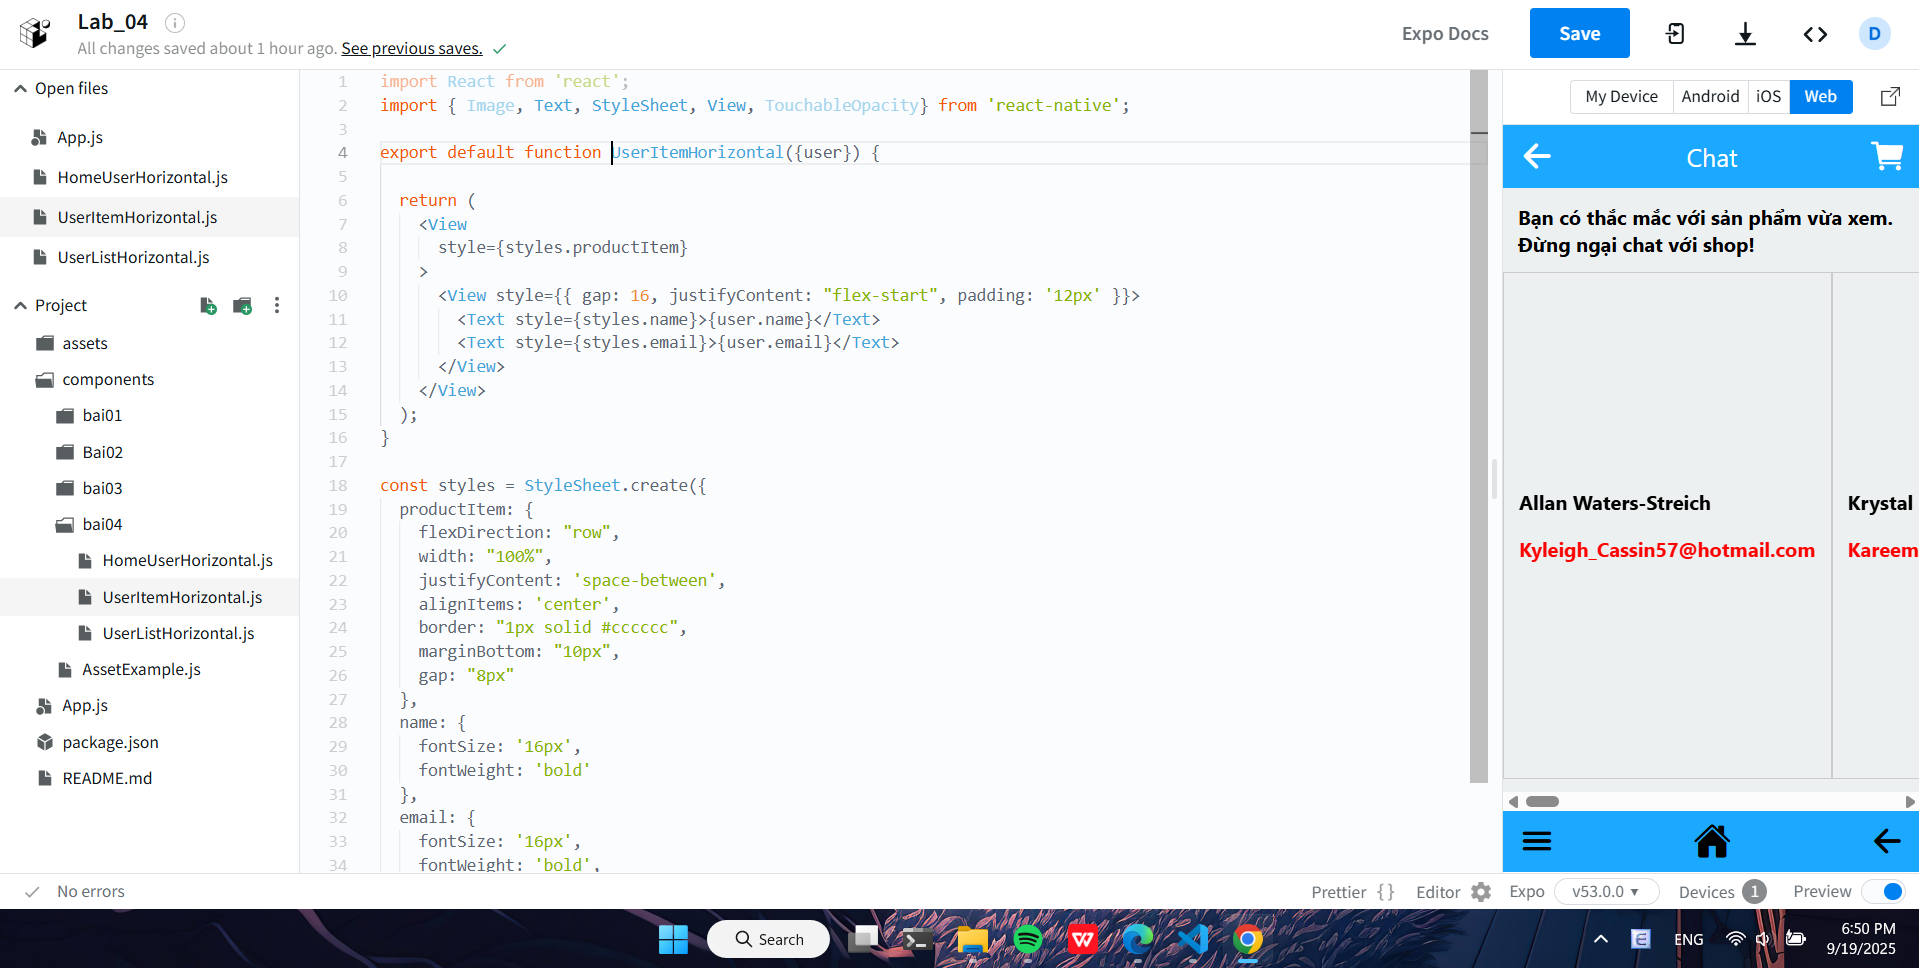 Lab_04
All changes saved about 1 hour ago. See previous saves.
Expo Docs
Save
D
Open files
App.js
HomeUserHorizontal.js
UserItemHorizontal.js
UserListHorizontal.js
Project
assets
components
bai01
Bai02
bai03
bai04
HomeUserHorizontal.js
UserItemHorizontal.js
UserListHorizontal.js
AssetExample.js
App.js
package.json
README.md
1 import React from 'react';
2 import { Image, Text, StyleSheet, View, TouchableOpacity} from 'react-native';
3
4 export default function UserItemHorizontal({user}) {
5
6 return (
7 <View
8 style={styles.productItem}
9 >
10 <View style={{ gap: 16, justifyContent: "flex-start", padding: '12px' }}>
11 <Text style={styles.name}>{user.name}</Text>
12 <Text style={styles.email}>{user.email}</Text>
13 </View>
14 </View>
15 );
16 }
17
18 const styles = StyleSheet.create({
19 productItem: {
20 flexDirection: "row",
21 width: "100%",
22 justifyContent: 'space-between',
23 alignItems: 'center',
24 border: "1px solid #cccccc",
25 marginBottom: "10px",
26 gap: "8px"
27 },
28 name: {
29 fontSize: '16px',
30 fontWeight: 'bold'
31 },
32 email: {
33 fontSize: '16px',
34 fontWeight: 'bold',
My Device Android iOS Web
Chat
Bạn có thắc mắc với sản phẩm vừa xem.
Đừng ngại chat với shop!
Allan Waters-Streich
Kyleigh_Cassin57@hotmail.com
Krystal
Kareem
No errors
Prettier { } Editor Expo v53.0.0 Devices 1 Preview
Search
ENG
6:50 PM
9/19/2025